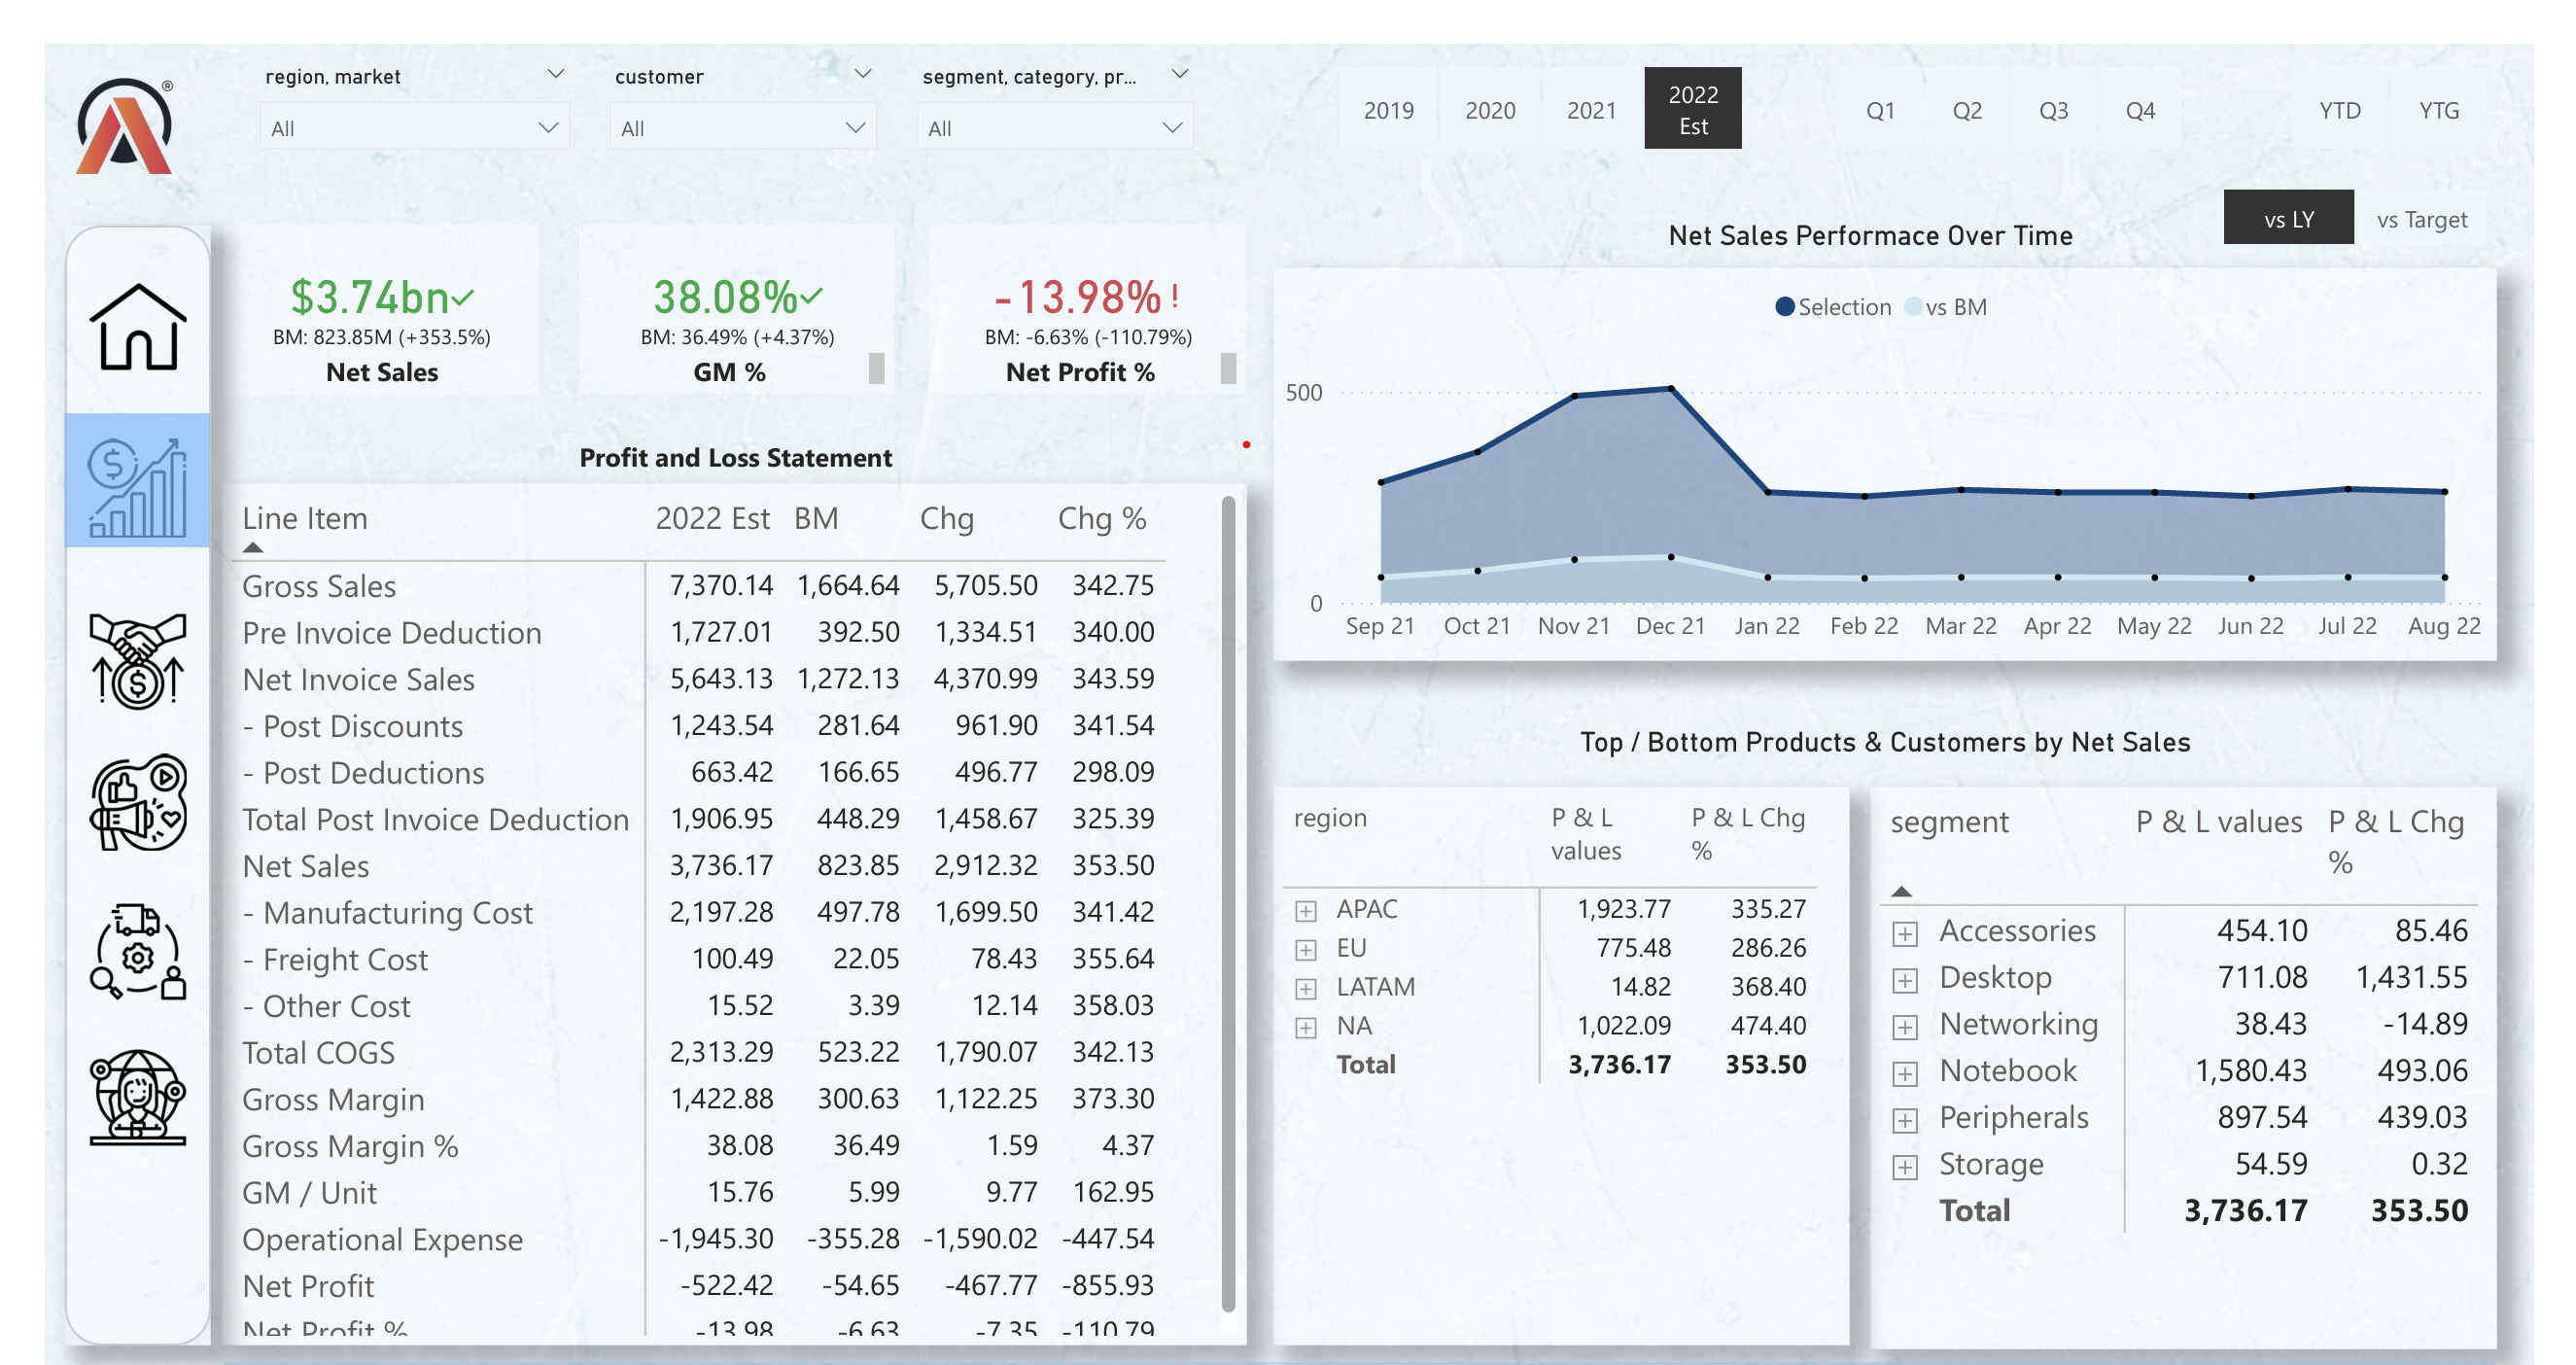 region, market
customer
segment, category, pr...
All
All
All
2019 2020 2021 2022 Est
Q1 Q2 Q3 Q4
YTD YTG
vs LY vs Target
®
$3.74bn
BM: 823.85M (+353.5%)
Net Sales
38.08%
BM: 36.49% (+4.37%)
GM %
-13.98% !
BM: -6.63% (-110.79%)
Net Profit %
Net Sales Performace Over Time
Selection vs BM
500
0
Sep 21 Oct 21 Nov 21 Dec 21 Jan 22 Feb 22 Mar 22 Apr 22 May 22 Jun 22 Jul 22 Aug 22
Profit and Loss Statement
Line Item 2022 Est BM Chg Chg %
Gross Sales 7,370.14 1,664.64 5,705.50 342.75
Pre Invoice Deduction 1,727.01 392.50 1,334.51 340.00
Net Invoice Sales 5,643.13 1,272.13 4,370.99 343.59
- Post Discounts 1,243.54 281.64 961.90 341.54
- Post Deductions 663.42 166.65 496.77 298.09
Total Post Invoice Deduction 1,906.95 448.29 1,458.67 325.39
Net Sales 3,736.17 823.85 2,912.32 353.50
- Manufacturing Cost 2,197.28 497.78 1,699.50 341.42
- Freight Cost 100.49 22.05 78.43 355.64
- Other Cost 15.52 3.39 12.14 358.03
Total COGS 2,313.29 523.22 1,790.07 342.13
Gross Margin 1,422.88 300.63 1,122.25 373.30
Gross Margin % 38.08 36.49 1.59 4.37
GM / Unit 15.76 5.99 9.77 162.95
Operational Expense -1,945.30 -355.28 -1,590.02 -447.54
Net Profit -522.42 -54.65 -467.77 -855.93
Net Profit % -13.98 -6.63 -7.35 -110.79
Top / Bottom Products & Customers by Net Sales
region P & L values P & L Chg %
APAC 1,923.77 335.27
EU 775.48 286.26
LATAM 14.82 368.40
NA 1,022.09 474.40
Total 3,736.17 353.50
segment P & L values P & L Chg %
Accessories 454.10 85.46
Desktop 711.08 1,431.55
Networking 38.43 -14.89
Notebook 1,580.43 493.06
Peripherals 897.54 439.03
Storage 54.59 0.32
Total 3,736.17 353.50